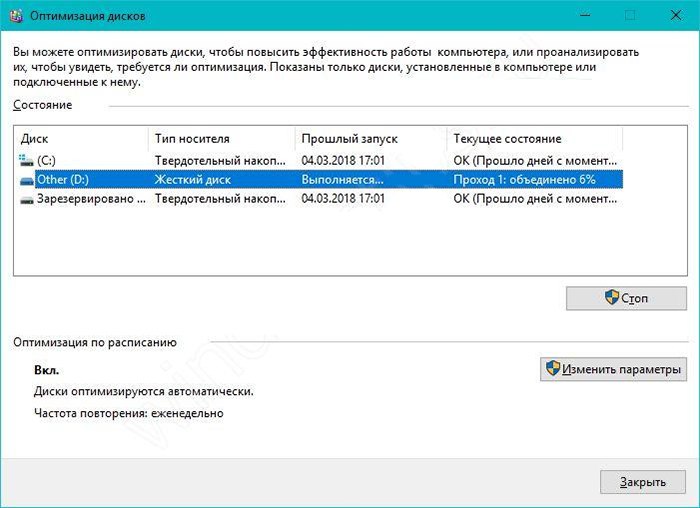 Оптимизация дисков
Вы можете оптимизировать диски, чтобы повысить эффективность работы компьютера, или проанализировать
их, чтобы увидеть, требуется ли оптимизация. Показаны только диски, установленные в компьютере или
подключенные к нему.
Состояние
Диск Тип носителя Прошлый запуск Текущее состояние
(C:) Твердотельный накоп... 04.03.2018 17:01 ОК (Прошло дней с момент...
Other (D:) Жесткий диск Выполняется... Проход 1: объединено 6%
Зарезервировано ... Твердотельный накоп... 04.03.2018 17:01 ОК (Прошло дней с момент...
Стоп
Оптимизация по расписанию
Вкл.
Изменить параметры
Диски оптимизируются автоматически.
Частота повторения: еженедельно
Закрыть